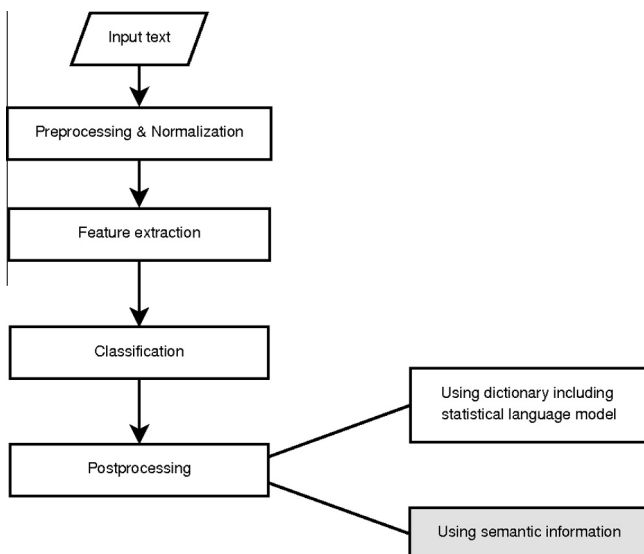 Input text
Preprocessing & Normalization
Feature extraction
Classification
Using dictionary including
statistical language model
Postprocessing
Using semantic information